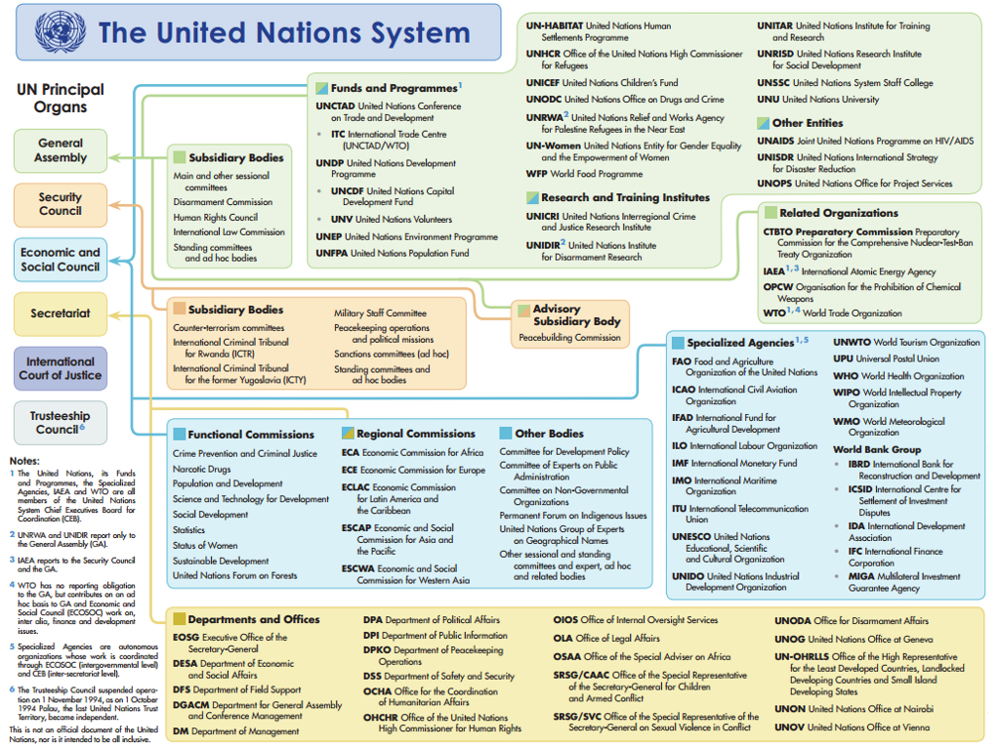 The United Nations System
UN Principal
Organs
General
Assembly
Security
Council
Economic and
Social Council
Secretariat
International
Court of Justice
Trusteeship
Council6
Notes:
1 The United Nations, its Funds
and Programmes, the Specialized
Agencies, IAEA and WTO are all
members of the United Nations
System Chief Executives Board for
Coordination (CEB).
2 UNRWA and UNIDIR report only to
the General Assembly (GA).
3 IAEA reports to the Security Council
and the GA.
4 WTO has no reporting obligation
to the GA, but contributes on an ad
hoc basis to GA and Economic and
Social Council (ECOSOC) work on,
inter alia, finance and development
issues.
5 Specialized Agencies are autonomous
organizations whose work is coordinated
through ECOSOC (intergovernmental level)
and CEB (inter-secretariat level).
6 The Trusteeship Council suspended opera-
tion on 1 November 1994, as on 1 October
1994 Palau, the last United Nations Trust
Territory, became independent.
This is not an official document of the United
Nations, nor is it intended to be all inclusive.
Subsidiary Bodies
Main and other sessional
committees
Disarmament Commission
Human Rights Council
International Law Commission
Standing committees
and ad hoc bodies
Funds and Programmes1
UNCTAD United Nations Conference
on Trade and Development
• ITC International Trade Centre
(UNCTAD/WTO)
UNDP United Nations Development
Programme
• UNCDF United Nations Capital
Development Fund
• UNV United Nations Volunteers
UNEP United Nations Environment Programme
UNFPA United Nations Population Fund
UN-HABITAT United Nations Human
Settlements Programme
UNHCR Office of the United Nations High Commissioner
for Refugees
UNICEF United Nations Children's Fund
UNODC United Nations Office on Drugs and Crime
UNRWA2 United Nations Relief and Works Agency
for Palestine Refugees in the Near East
UN-Women United Nations Entity for Gender Equality
and the Empowerment of Women
WFP World Food Programme
Research and Training Institutes
UNICRI United Nations Interregional Crime
and Justice Research Institute
UNIDIR2 United Nations Institute
for Disarmament Research
UNITAR United Nations Institute for Training
and Research
UNRISD United Nations Research Institute
for Social Development
UNSSC United Nations System Staff College
UNU United Nations University
Other Entities
UNAIDS Joint United Nations Programme on HIV/AIDS
UNISDR United Nations International Strategy
for Disaster Reduction
UNOPS United Nations Office for Project Services
Related Organizations
CTBTO Preparatory Commission Preparatory
Commission for the Comprehensive Nuclear-Test-Ban
Treaty Organization
IAEA1,3 International Atomic Energy Agency
OPCW Organisation for the Prohibition of Chemical
Weapons
WTO1,4 World Trade Organization
Subsidiary Bodies
Counter-terrorism committees
International Criminal Tribunal
for Rwanda (ICTR)
International Criminal Tribunal
for the former Yugoslavia (ICTY)
Military Staff Committee
Peacekeeping operations
and political missions
Sanctions committees (ad hoc)
Standing committees and
ad hoc bodies
Advisory
Subsidiary Body
Peacebuilding Commission
Functional Commissions
Crime Prevention and Criminal Justice
Narcotic Drugs
Population and Development
Science and Technology for Development
Social Development
Statistics
Status of Women
Sustainable Development
United Nations Forum on Forests
Regional Commissions
ECA Economic Commission for Africa
ECE Economic Commission for Europe
ECLAC Economic Commission
for Latin America and
the Caribbean
ESCAP Economic and Social
Commission for Asia and
the Pacific
ESCWA Economic and Social
Commission for Western Asia
Other Bodies
Committee for Development Policy
Committee of Experts on Public
Administration
Committee on Non-Governmental
Organizations
Permanent Forum on Indigenous Issues
United Nations Group of Experts
on Geographical Names
Other sessional and standing
committees and expert, ad hoc
and related bodies
Specialized Agencies1,5
FAO Food and Agriculture
Organization of the United Nations
ICAO International Civil Aviation
Organization
IFAD International Fund for
Agricultural Development
ILO International Labour Organization
IMF International Monetary Fund
IMO International Maritime
Organization
ITU International Telecommunication
Union
UNESCO United Nations
Educational, Scientific
and Cultural Organization
UNIDO United Nations Industrial
Development Organization
UNWTO World Tourism Organization
UPU Universal Postal Union
WHO World Health Organization
WIPO World Intellectual Property
Organization
WMO World Meteorological
Organization
World Bank Group
• IBRD International Bank for
Reconstruction and Development
• ICSID International Centre for
Settlement of Investment
Disputes
• IDA International Development
Association
• IFC International Finance
Corporation
• MIGA Multilateral Investment
Guarantee Agency
Departments and Offices
EOSG Executive Office of the
Secretary-General
DESA Department of Economic
and Social Affairs
DFS Department of Field Support
DGACM Department for General Assembly
and Conference Management
DM Department of Management
DPA Department of Political Affairs
DPI Department of Public Information
DPKO Department of Peacekeeping
Operations
DSS Department of Safety and Security
OCHA Office for the Coordination
of Humanitarian Affairs
OHCHR Office of the United Nations
High Commissioner for Human Rights
OIOS Office of Internal Oversight Services
OLA Office of Legal Affairs
OSAA Office of the Special Adviser on Africa
SRSG/CAAC Office of the Special Representative
of the Secretary-General for Children
and Armed Conflict
SRSG/SVC Office of the Special Representative of the
Secretary-General on Sexual Violence in Conflict
UNODA Office for Disarmament Affairs
UNOG United Nations Office at Geneva
UN-OHRLLS Office of the High Representative
for the Least Developed Countries, Landlocked
Developing Countries and Small Island
Developing States
UNON United Nations Office at Nairobi
UNOV United Nations Office at Vienna